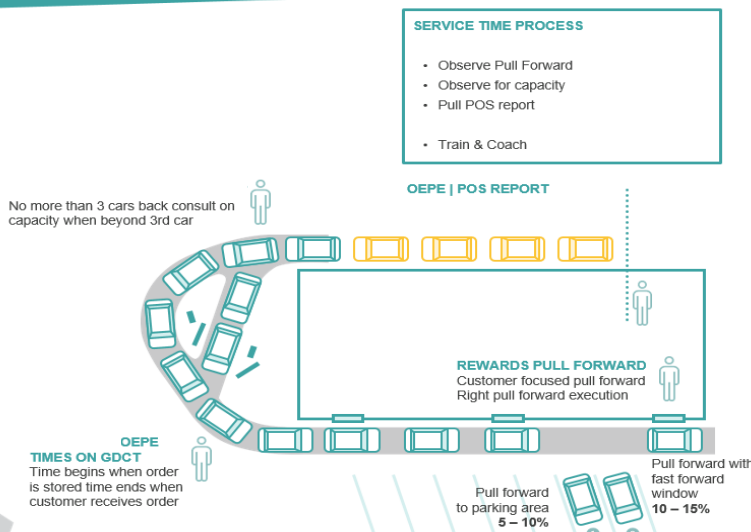 SERVICE TIME PROCESS
• Observe Pull Forward
• Observe for capacity
• Pull POS report
• Train & Coach
OEPE | POS REPORT
No more than 3 cars back consult on
capacity when beyond 3rd car
REWARDS PULL FORWARD
Customer focused pull forward
Right pull forward execution
OEPE
TIMES ON GDCT
Time begins when order
is stored time ends when
customer receives order
Pull forward
to parking area
5 – 10%
Pull forward with
fast forward
window
10 – 15%